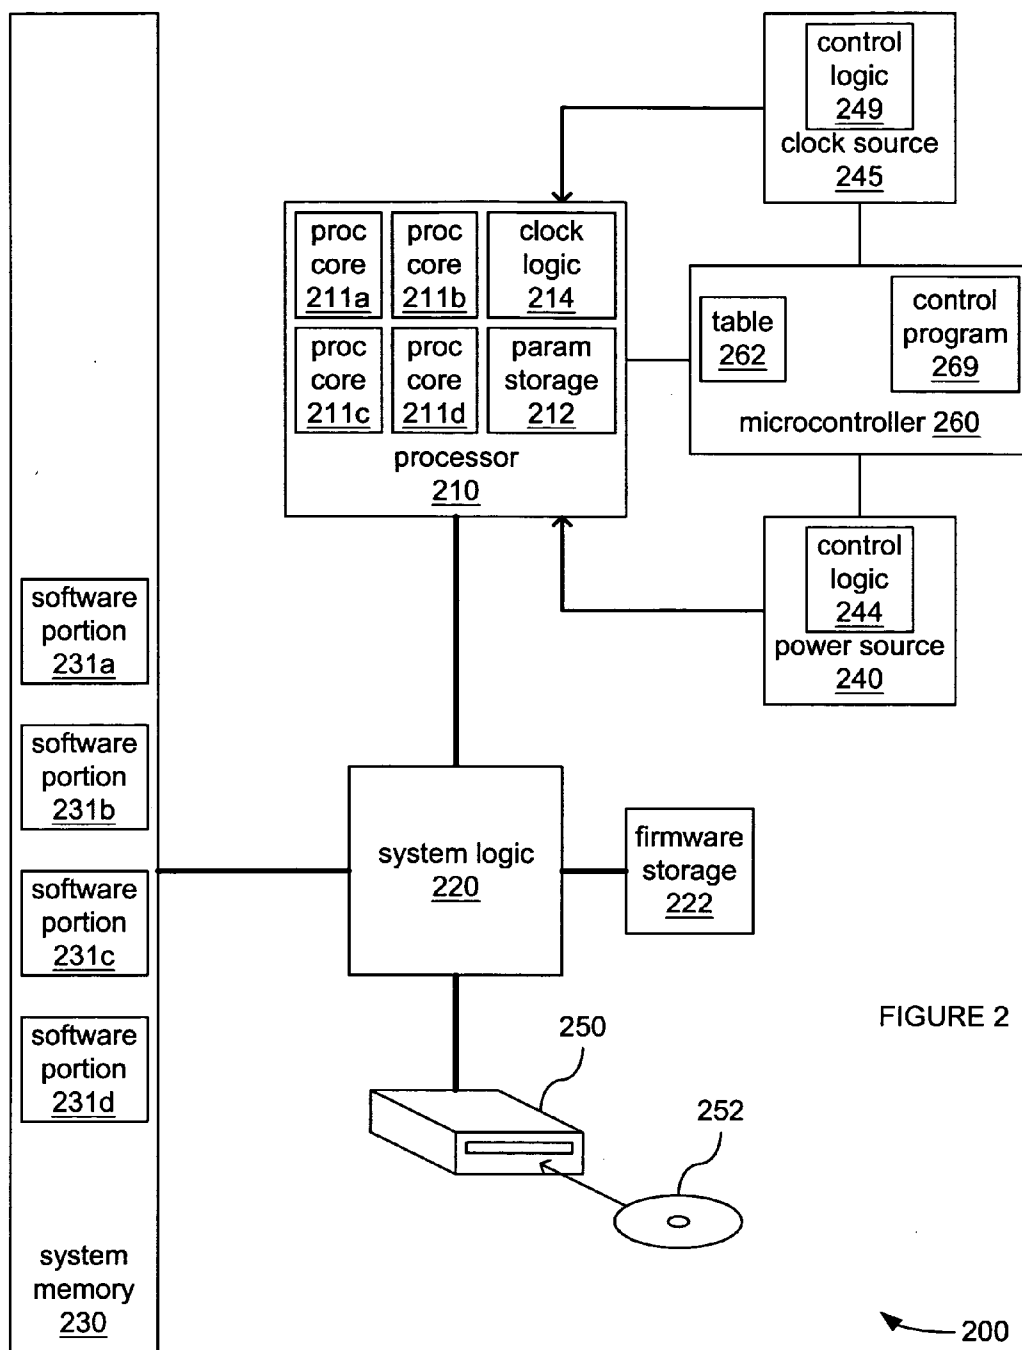 control
logic
249
clock source
245
proc
core
211a
proc
core
211b
clock
logic
214
proc
core
211c
proc
core
211d
param
storage
212
processor
210
table
262
control
program
269
microcontroller 260
control
logic
244
power source
240
software
portion
231a
software
portion
231b
software
portion
231c
software
portion
231d
system
memory
230
system logic
220
firmware
storage
222
250
252
FIGURE 2
200